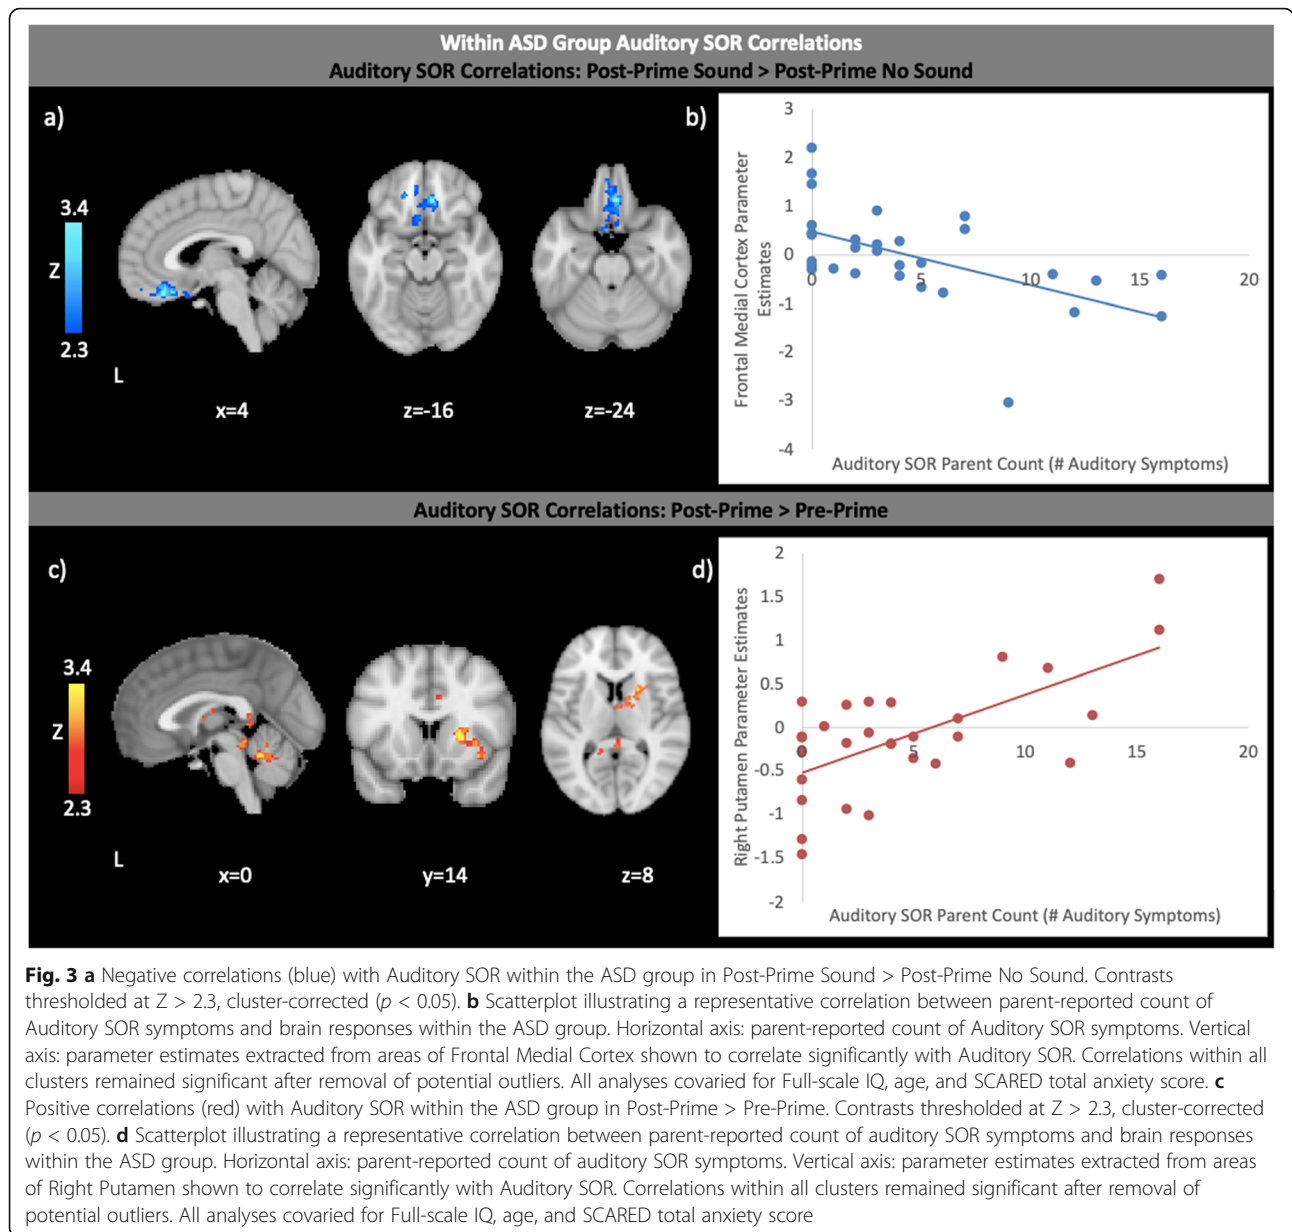 Within ASD Group Auditory SOR Correlations
Auditory SOR Correlations: Post-Prime Sound > Post-Prime No Sound
a)
3.4
Z
2.3
L
x=4
z=-16
z=-24
b)
3
2
1
0
-1
-2
-3
-4
0
5
10
15
20
Frontal Medial Cortex Parameter
Estimates
Auditory SOR Parent Count (# Auditory Symptoms)
Auditory SOR Correlations: Post-Prime > Pre-Prime
c)
3.4
Z
2.3
L
x=0
y=14
z=8
d)
2
1.5
1
0.5
0
-0.5
-1
-1.5
-2
0
5
10
15
20
Right Putamen Parameter Estimates
Auditory SOR Parent Count (# Auditory Symptoms)
Fig. 3 a Negative correlations (blue) with Auditory SOR within the ASD group in Post-Prime Sound > Post-Prime No Sound. Contrasts
thresholded at Z > 2.3, cluster-corrected (p < 0.05). b Scatterplot illustrating a representative correlation between parent-reported count of
Auditory SOR symptoms and brain responses within the ASD group. Horizontal axis: parent-reported count of Auditory SOR symptoms. Vertical
axis: parameter estimates extracted from areas of Frontal Medial Cortex shown to correlate significantly with Auditory SOR. Correlations within all
clusters remained significant after removal of potential outliers. All analyses covaried for Full-scale IQ, age, and SCARED total anxiety score. c
Positive correlations (red) with Auditory SOR within the ASD group in Post-Prime > Pre-Prime. Contrasts thresholded at Z > 2.3, cluster-corrected
(p < 0.05). d Scatterplot illustrating a representative correlation between parent-reported count of auditory SOR symptoms and brain responses
within the ASD group. Horizontal axis: parent-reported count of auditory SOR symptoms. Vertical axis: parameter estimates extracted from areas
of Right Putamen shown to correlate significantly with Auditory SOR. Correlations within all clusters remained significant after removal of
potential outliers. All analyses covaried for Full-scale IQ, age, and SCARED total anxiety score